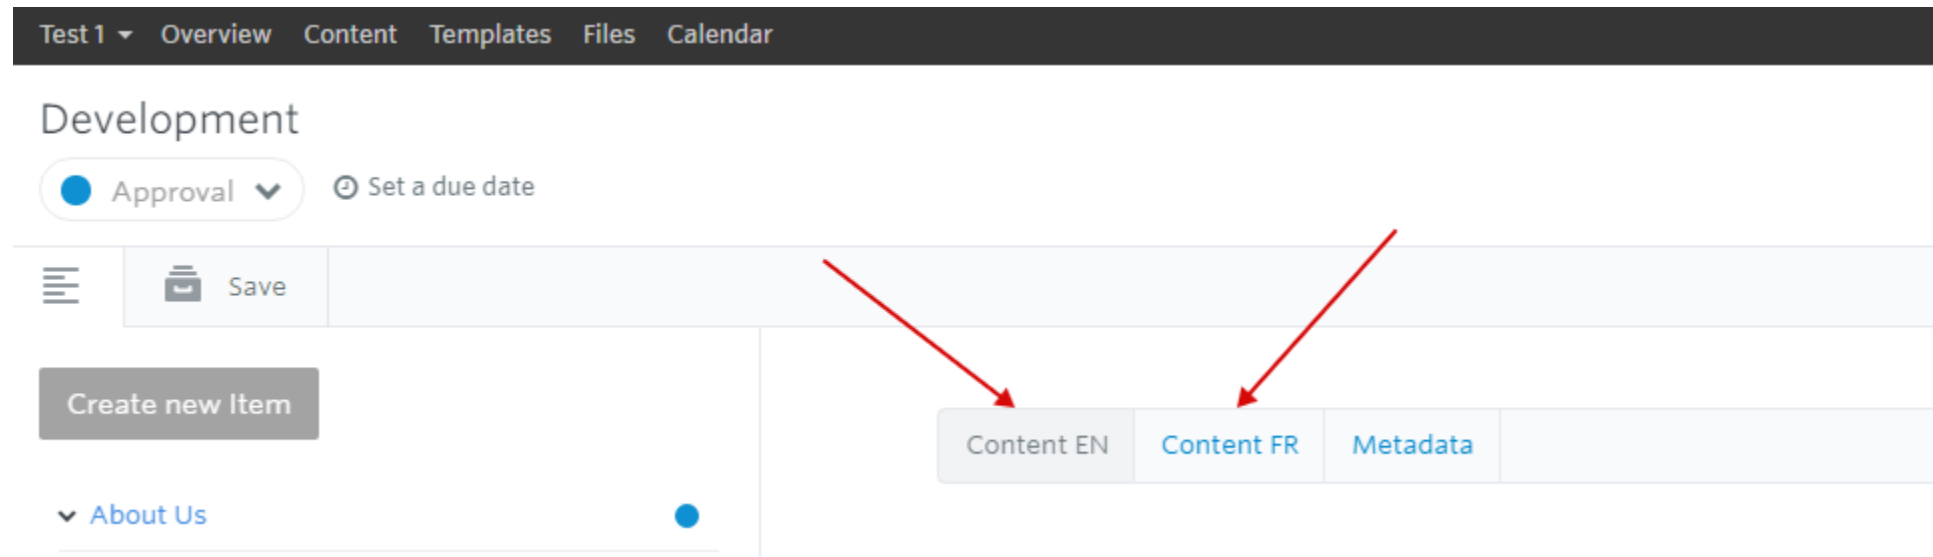 Test 1 Overview Content Templates Files Calendar
Development
Approval Set a due date
Save
Create new Item
Content EN Content FR Metadata
About Us